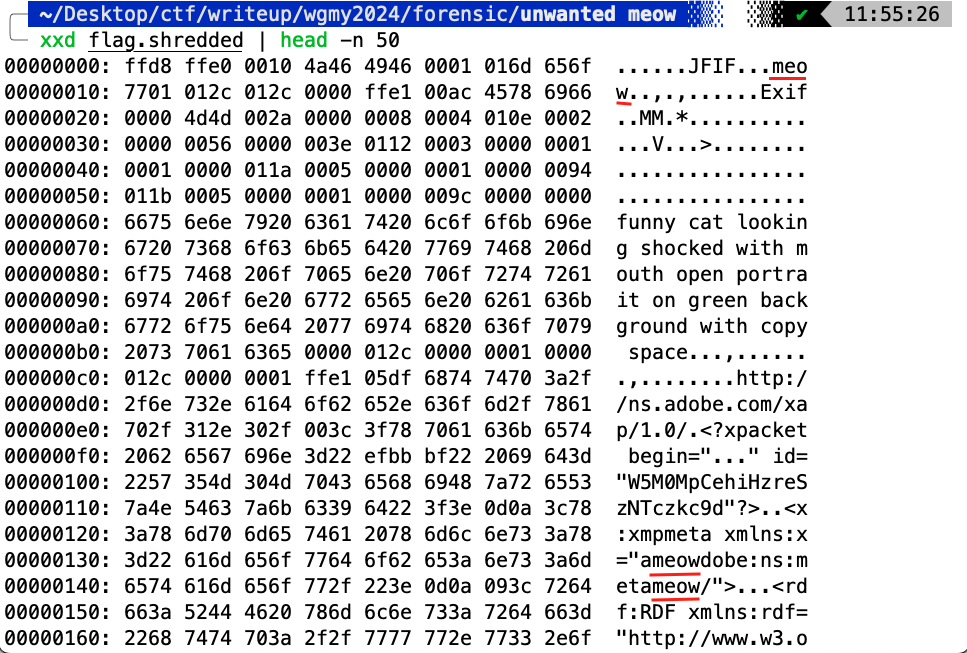 ~/Desktop/ctf/writeup/wgmy2024/forensic/unwanted meow ✔ 11:55:26
xxd flag.shredded | head -n 50
00000000: ffd8 ffe0 0010 4a46 4946 0001 016d 656f ......JFIF...meo
00000010: 7701 012c 012c 0000 ffe1 00ac 4578 6966 w..,.,......Exif
00000020: 0000 4d4d 002a 0000 0008 0004 010e 0002 ..MM.*..........
00000030: 0000 0056 0000 003e 0112 0003 0000 0001 ...V...>........
00000040: 0001 0000 011a 0005 0000 0001 0000 0094 ................
00000050: 011b 0005 0000 0001 0000 009c 0000 0000 ................
00000060: 6675 6e6e 7920 6361 7420 6c6f 6f6b 696e funny cat lookin
00000070: 6720 7368 6f63 6b65 6420 7769 7468 206d g shocked with m
00000080: 6f75 7468 206f 7065 6e20 706f 7274 7261 outh open portra
00000090: 6974 206f 6e20 6772 6565 6e20 6261 636b it on green back
000000a0: 6772 6f75 6e64 2077 6974 6820 636f 7079 ground with copy
000000b0: 2073 7061 6365 0000 012c 0000 0001 0000  space...,......
000000c0: 012c 0000 0001 ffe1 05df 6874 7470 3a2f .,........http:/
000000d0: 2f6e 732e 6164 6f62 652e 636f 6d2f 7861 /ns.adobe.com/xa
000000e0: 702f 312e 302f 003c 3f78 7061 636b 6574 p/1.0/.<?xpacket
000000f0: 2062 6567 696e 3d22 efbb bf22 2069 643d  begin="..." id=
00000100: 2257 354d 304d 7043 6568 6948 7a72 6553 "W5M0MpCehiHzreS
00000110: 7a4e 5463 7a6b 6339 6422 3f3e 0d0a 3c78 zNTczkc9d"?>..<x
00000120: 3a78 6d70 6d65 7461 2078 6d6c 6e73 3a78 :xmpmeta xmlns:x
00000130: 3d22 616d 656f 7764 6f62 653a 6e73 3a6d ="ameowdobe:ns:m
00000140: 6574 616d 656f 772f 223e 0d0a 093c 7264 etameow/">...<rd
00000150: 663a 5244 4620 786d 6c6e 733a 7264 663d f:RDF xmlns:rdf=
00000160: 2268 7474 703a 2f2f 7777 772e 7733 2e6f "http://www.w3.o